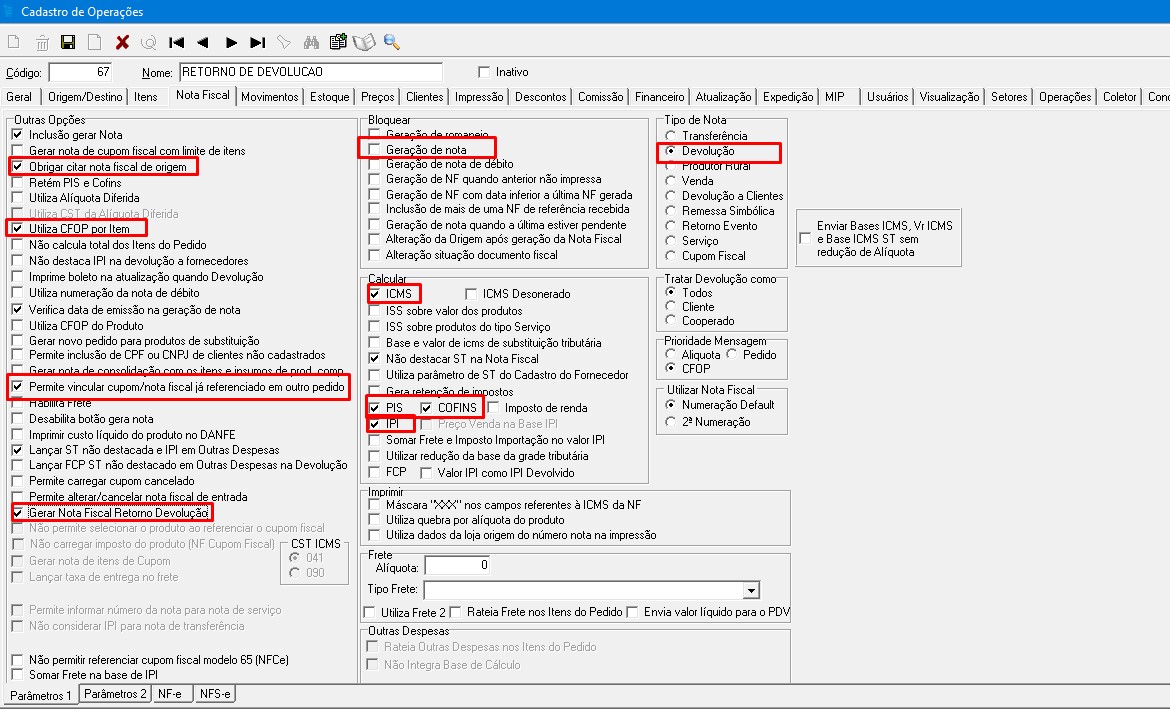 Cadastro de Operações
Código: 67 Nome: RETORNO DE DEVOLUCAO Inativo
Geral Origem/Destino Itens Nota Fiscal Movimentos Estoque Preços Clientes Impressão Descontos Comissão Financeiro Atualização Expedição MIP Usuários Visualização Setores Operações Coletor Cond
Outras Opções
Inclusão gerar Nota
Gerar nota de cupom fiscal com limite de itens
Obrigar citar nota fiscal de origem
Retém PIS e Cofins
Utiliza Alíquota Diferida
Utiliza CST da Alíquota Diferida
Utiliza CFOP por Item
Não calcula total dos Itens do Pedido
Não destaca IPI na devolução a fornecedores
Imprime boleto na atualização quando Devolução
Utiliza numeração da nota de débito
Verifica data de emissão na geração de nota
Utiliza CFOP do Produto
Gerar novo pedido para produtos de substituição
Permite inclusão de CPF ou CNPJ de clientes não cadastrados
Gerar nota de consolidação com os itens e insumos de prod. comp.
Permite vincular cupom/nota fiscal já referenciado em outro pedido
Habilita Frete
Desabilita botão gera nota
Imprimir custo líquido do produto no DANFE
Lançar ST não destacada e IPI em Outras Despesas
Lançar FCP ST não destacado em Outras Despesas na Devolução
Permite carregar cupom cancelado
Permite alterar/cancelar nota fiscal de entrada
Gerar Nota Fiscal Retorno Devolução
Não permite selecionar o produto ao referenciar o cupom fiscal
Não carregar imposto do produto (NF Cupom Fiscal)
Gerar nota de itens de Cupom
Lançar taxa de entrega no frete
CST ICMS
041
090
Permite informar número da nota para nota de serviço
Não considerar IPI para nota de transferência
Não permitir referenciar cupom fiscal modelo 65 (NFCe)
Somar Frete na base de IPI
Bloquear
Geração de romaneio
Geração de nota
Geração de nota de débito
Geração de NF quando anterior não impressa
Geração de NF com data inferior a última NF gerada
Inclusão de mais de uma NF de referência recebida
Geração de nota quando a última estiver pendente
Alteração da Origem após geração da Nota Fiscal
Alteração situação documento fiscal
Calcular
ICMS ICMS Desonerado
ISS sobre valor dos produtos
ISS sobre produtos do tipo Serviço
Base e valor de icms de substituição tributária
Não destacar ST na Nota Fiscal
Utiliza parâmetro de ST do Cadastro do Fornecedor
Gera retenção de impostos
PIS COFINS Imposto de renda
IPI Preço Venda na Base IPI
Somar Frete e Imposto Importação no valor IPI
Utilizar redução da base da grade tributária
FCP Valor IPI como IPI Devolvido
Imprimir
Máscara "XXX" nos campos referentes à ICMS da NF
Utiliza quebra por alíquota do produto
Utiliza dados da loja origem do número nota na impressão
Frete
Alíquota: 0
Tipo Frete:
Utiliza Frete 2 Rateia Frete nos Itens do Pedido Envia valor líquido para o PDV
Outras Despesas
Rateia Outras Despesas nos Itens do Pedido
Não Integra Base de Cálculo
Tipo de Nota
Transferência
Devolução
Produtor Rural
Venda
Devolução a Clientes
Remessa Simbólica
Retorno Evento
Serviço
Cupom Fiscal
Tratar Devolução como
Todos
Cliente
Cooperado
Prioridade Mensagem
Aliquota Pedido
CFOP
Utilizar Nota Fiscal
Numeração Default
2ª Numeração
Enviar Bases ICMS, Vr ICMS
e Base ICMS ST sem
redução de Alíquota
Parâmetros 1 Parâmetros 2 NF-e NFS-e